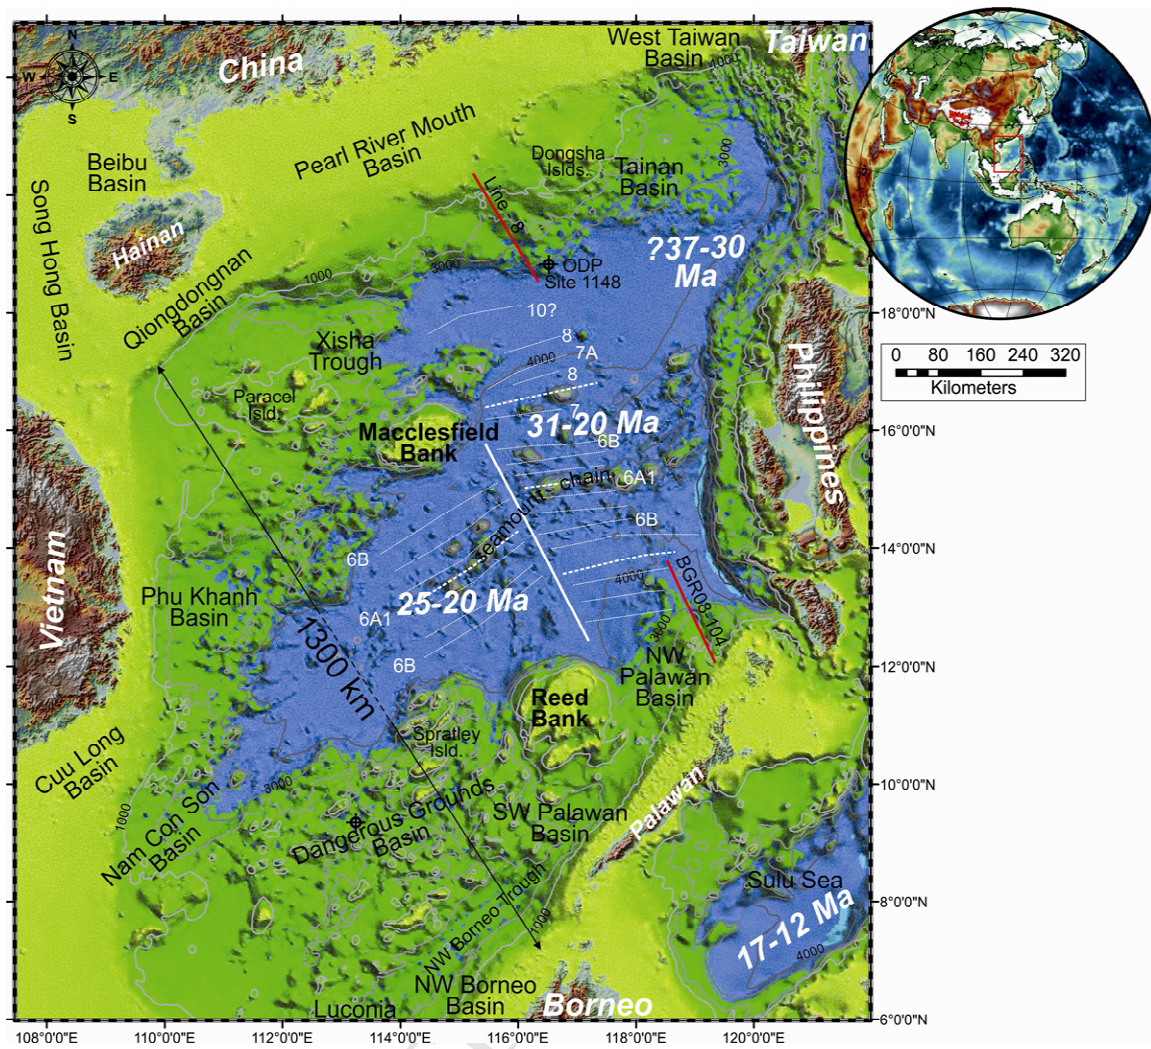 N
W
E
S
China
West Taiwan
Basin
Taiwan
1000
Pearl River Mouth
Basin
Beibu
Basin
Dongsha
Islds.
Tainan
Basin
3000
Song Hong Basin
Hainan
Line - 8
ODP
Site 1148
?37-30
Ma
Qiongdongnan
Basin
1000
3000
10?
18°0'0"N
Xisha
Trough
8
4000
7A
8
0 80 160 240 320
Kilometers
Philippines
Paracel
Isld.
7
31-20 Ma
Macclesfield
Bank
6B
16°0'0"N
seamount chain
6A1
6B
Vietnam
6B
14°0'0"N
4000
BGR08-104
Phu Khanh
Basin
25-20 Ma
6A1
6B
3000
1300 km
NW
Palawan
Basin
12°0'0"N
Reed
Bank
Spratley
Isld.
Cuu Long
Basin
3000
10°0'0"N
1000
Nam Con Son
Basin
Dangerous Grounds
Basin
SW Palawan
Basin
Palawan
Sulu Sea
17-12 Ma
4000
8°0'0"N
NW Borneo Trough
1000
NW Borneo
Basin
Luconia
Borneo
6°0'0"N
108°0'0"E
110°0'0"E
112°0'0"E
114°0'0"E
116°0'0"E
118°0'0"E
120°0'0"E